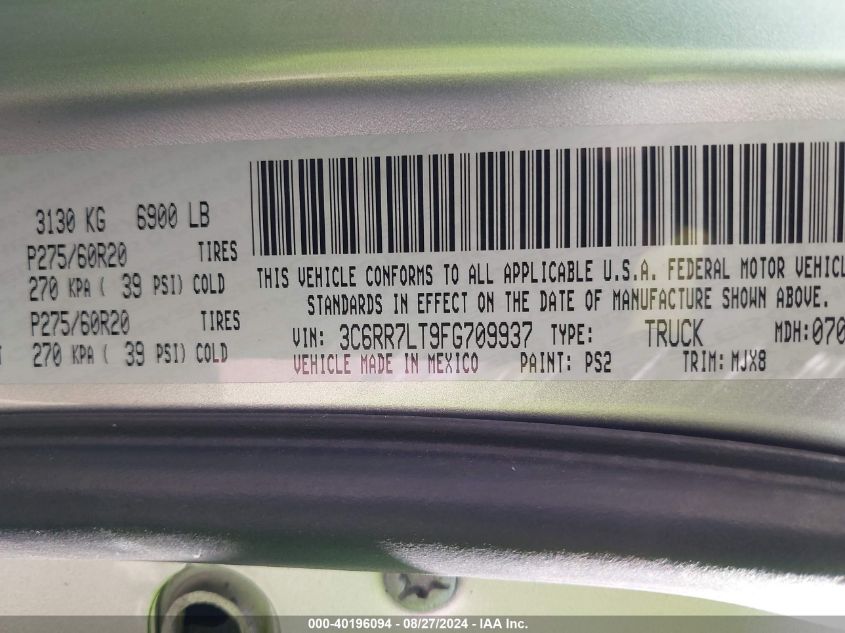 3130 KG 6900 LB
P275/60R20 TIRES
270 KPA ( 39 PSI) COLD
P275/60R20 TIRES
270 KPA ( 39 PSI) COLD
THIS VEHICLE CONFORMS TO ALL APPLICABLE U.S.A. FEDERAL MOTOR VEHICL
STANDARDS IN EFFECT ON THE DATE OF MANUFACTURE SHOWN ABOVE.
VIN: 3C6RR7LT9FG709937 TYPE: TRUCK MDH:070
VEHICLE MADE IN MEXICO PAINT: PS2 TRIM: MJX8
000-40196094 - 08/27/2024 - IAA Inc.